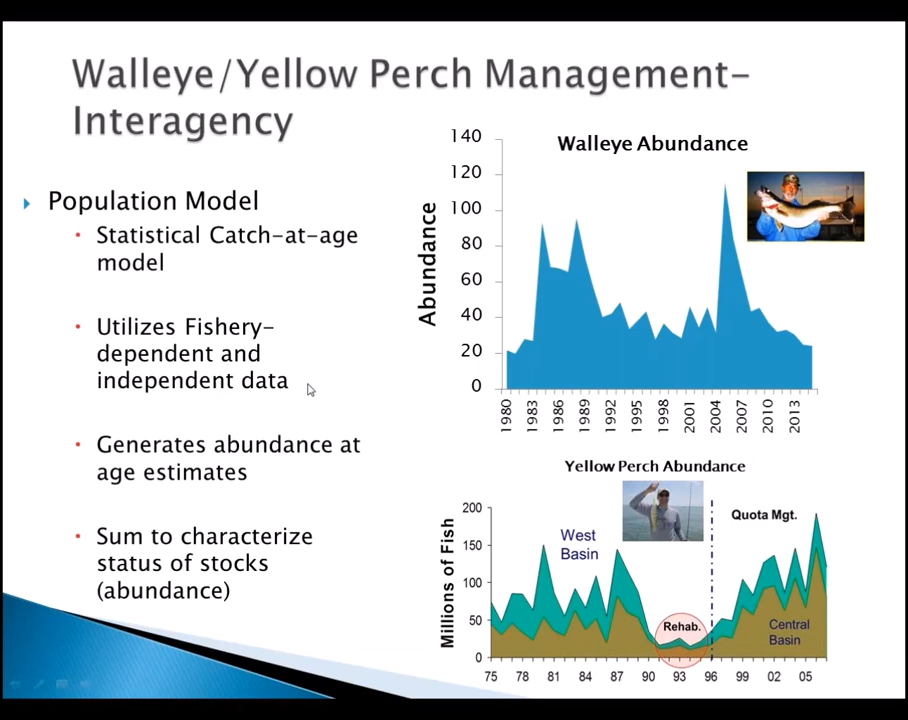 Walleye/Yellow Perch Management-
Interagency
Population Model
Statistical Catch-at-age
model
Utilizes Fishery-
dependent and
independent data
Generates abundance at
age estimates
Sum to characterize
status of stocks
(abundance)
Walleye Abundance
Abundance
140
120
100
80
60
40
20
0
1980
1983
1986
1989
1992
1995
1998
2001
2004
2007
2010
2013
Yellow Perch Abundance
Millions of Fish
200
150
100
50
0
West
Basin
Quota Mgt.
Rehab.
Central
Basin
75
78
81
84
87
90
93
96
99
02
05